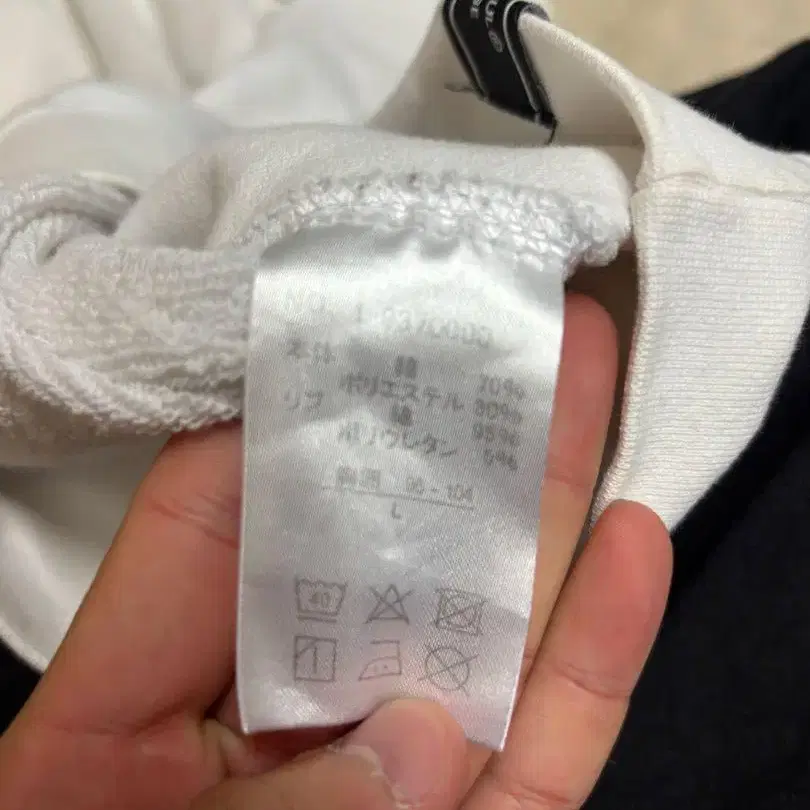 本体 綿 70%
ポリエステル 30%
リブ 綿 95%
ポリウレタン 5%
胸囲 96-104
L
40